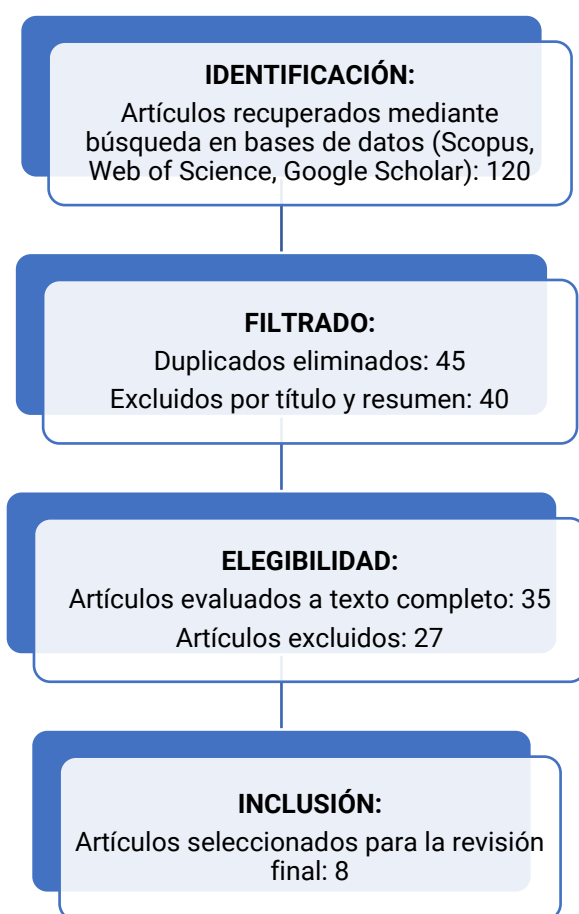 IDENTIFICACIÓN:
Artículos recuperados mediante
búsqueda en bases de datos (Scopus,
Web of Science, Google Scholar): 120
FILTRADO:
Duplicados eliminados: 45
Excluidos por título y resumen: 40
ELEGIBILIDAD:
Artículos evaluados a texto completo: 35
Artículos excluidos: 27
INCLUSIÓN:
Artículos seleccionados para la revisión
final: 8